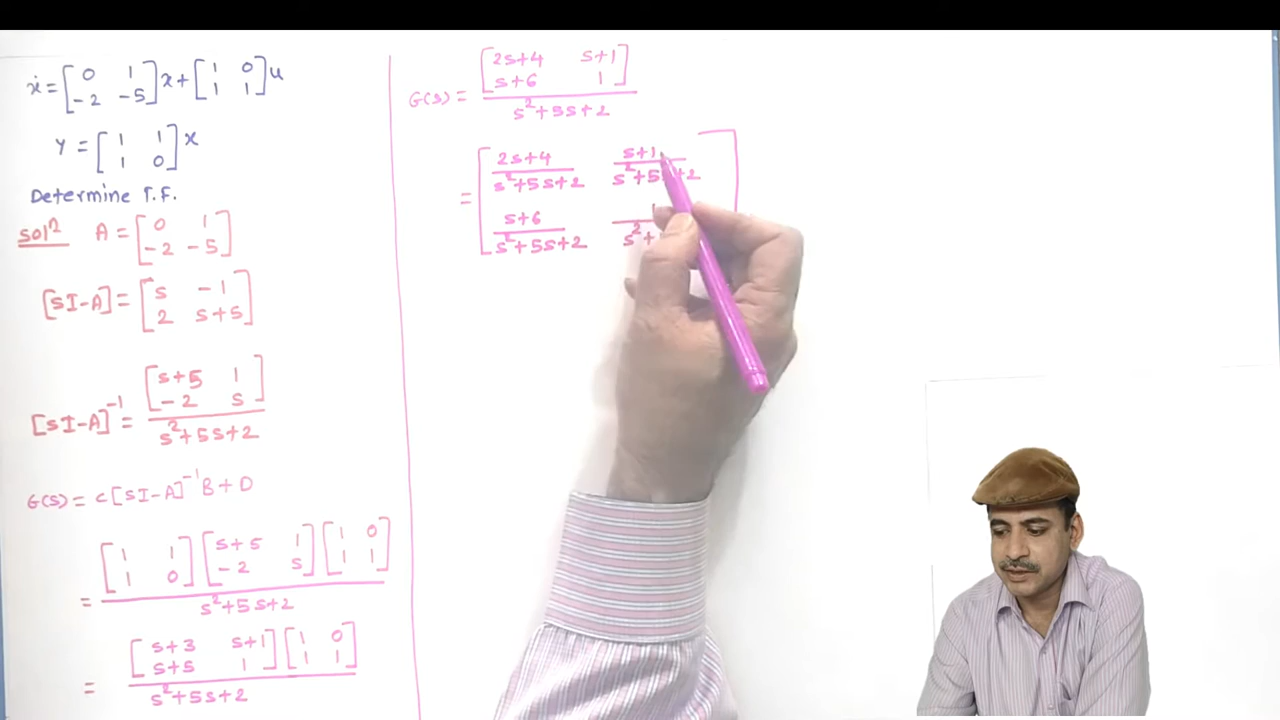 ẋ = [0 1; -2 -5] x + [1 0; 1 1] u
Y = [1 1; 1 0] x
Determine T.F.
Solⁿ A = [0 1; -2 -5]
[SI-A] = [s -1; 2 s+5]
[SI-A]⁻¹ = [s+5 1; -2 s] / s²+5s+2
G(s) = C[SI-A]⁻¹B+D
= [1 1; 1 0] [s+5 1; -2 s] [1 0; 1 1] / s²+5s+2
= [s+3 s+1; s+5 1] [1 0; 1 1] / s²+5s+2
G(s) = [2s+4 s+1; s+6 1] / s²+5s+2
= [2s+4 / s²+5s+2 s+1 / s²+5s+2
s+6 / s²+5s+2 s²+